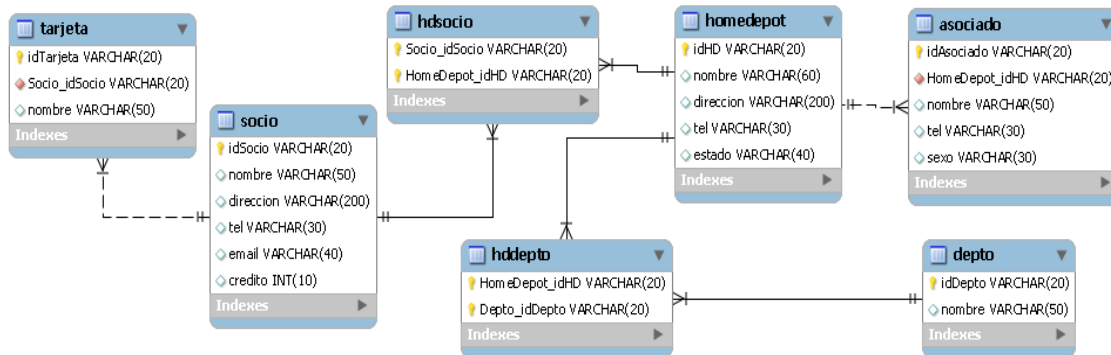 tarjeta
idTarjeta VARCHAR(20)
Socio_idSocio VARCHAR(20)
nombre VARCHAR(50)
Indexes
socio
idSocio VARCHAR(20)
nombre VARCHAR(50)
direccion VARCHAR(200)
tel VARCHAR(30)
email VARCHAR(40)
credito INT(10)
Indexes
hdsocio
Socio_idSocio VARCHAR(20)
HomeDepot_idHD VARCHAR(20)
Indexes
homedepot
idHD VARCHAR(20)
nombre VARCHAR(60)
direccion VARCHAR(200)
tel VARCHAR(30)
estado VARCHAR(40)
Indexes
asociado
idAsociado VARCHAR(20)
HomeDepot_idHD VARCHAR(20)
nombre VARCHAR(50)
tel VARCHAR(30)
sexo VARCHAR(30)
Indexes
hddepto
HomeDepot_idHD VARCHAR(20)
Depto_idDepto VARCHAR(20)
Indexes
depto
idDepto VARCHAR(20)
nombre VARCHAR(50)
Indexes